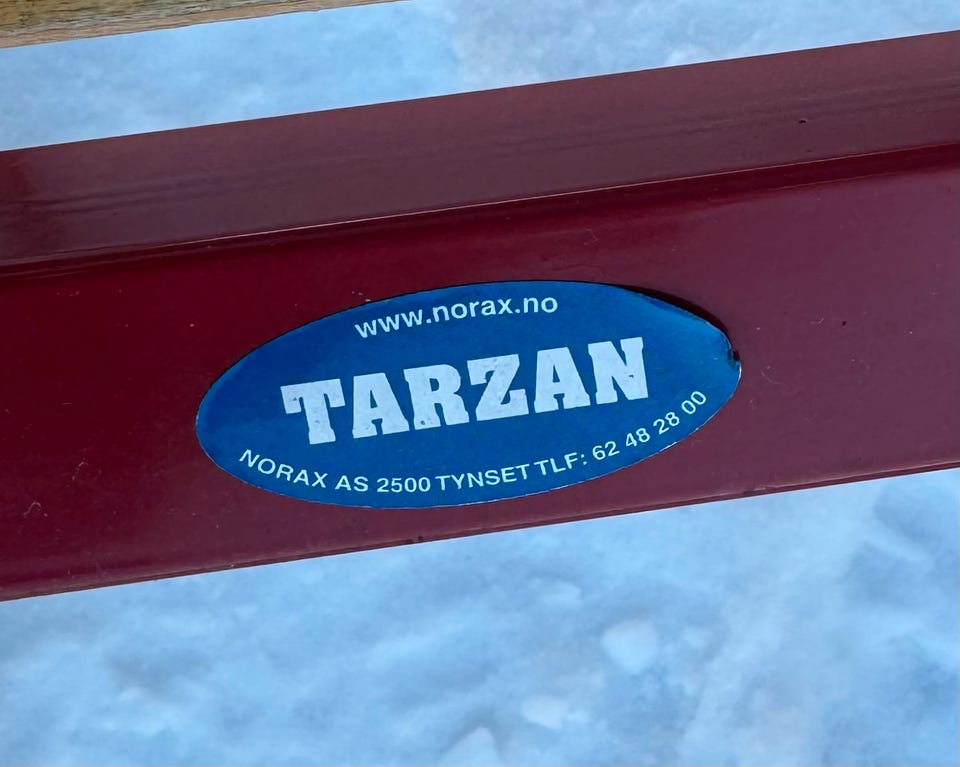 www.norax.no
TARZAN
NORAX AS 2500 TYNSET TLF: 62 48 28 00